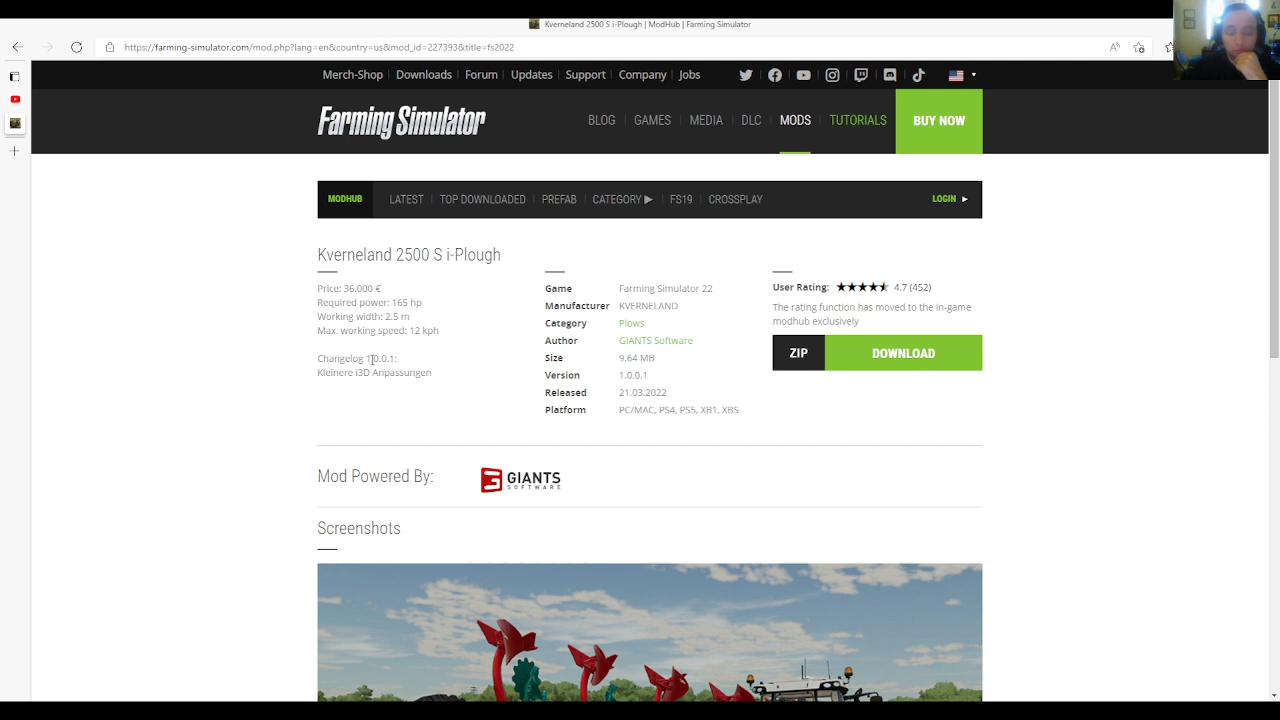 Kverneland 2500 S i-Plough | ModHub | Farming Simulator
https://farming-simulator.com/mod.php?lang=en&country=us&mod_id=227393&title=fs2022
Merch-Shop Downloads Forum Updates Support Company Jobs
Farming Simulator
BLOG GAMES MEDIA DLC MODS TUTORIALS BUY NOW
MODHUB LATEST TOP DOWNLOADED PREFAB CATEGORY ▶ FS19 CROSSPLAY LOGIN ▶
Kverneland 2500 S i-Plough
Price: 36.000 €
Required power: 165 hp
Working width: 2.5 m
Max. working speed: 12 kph
Changelog 1.0.0.1:
Kleinere i3D Anpassungen
Game Farming Simulator 22
Manufacturer KVERNELAND
Category Plows
Author GIANTS Software
Size 9.64 MB
Version 1.0.0.1
Released 21.03.2022
Platform PC/MAC, PS4, PS5, XB1, XBS
User Rating: 4.7 (452)
The rating function has moved to the in-game
modhub exclusively
ZIP DOWNLOAD
Mod Powered By:
GIANTS
SOFTWARE
Screenshots